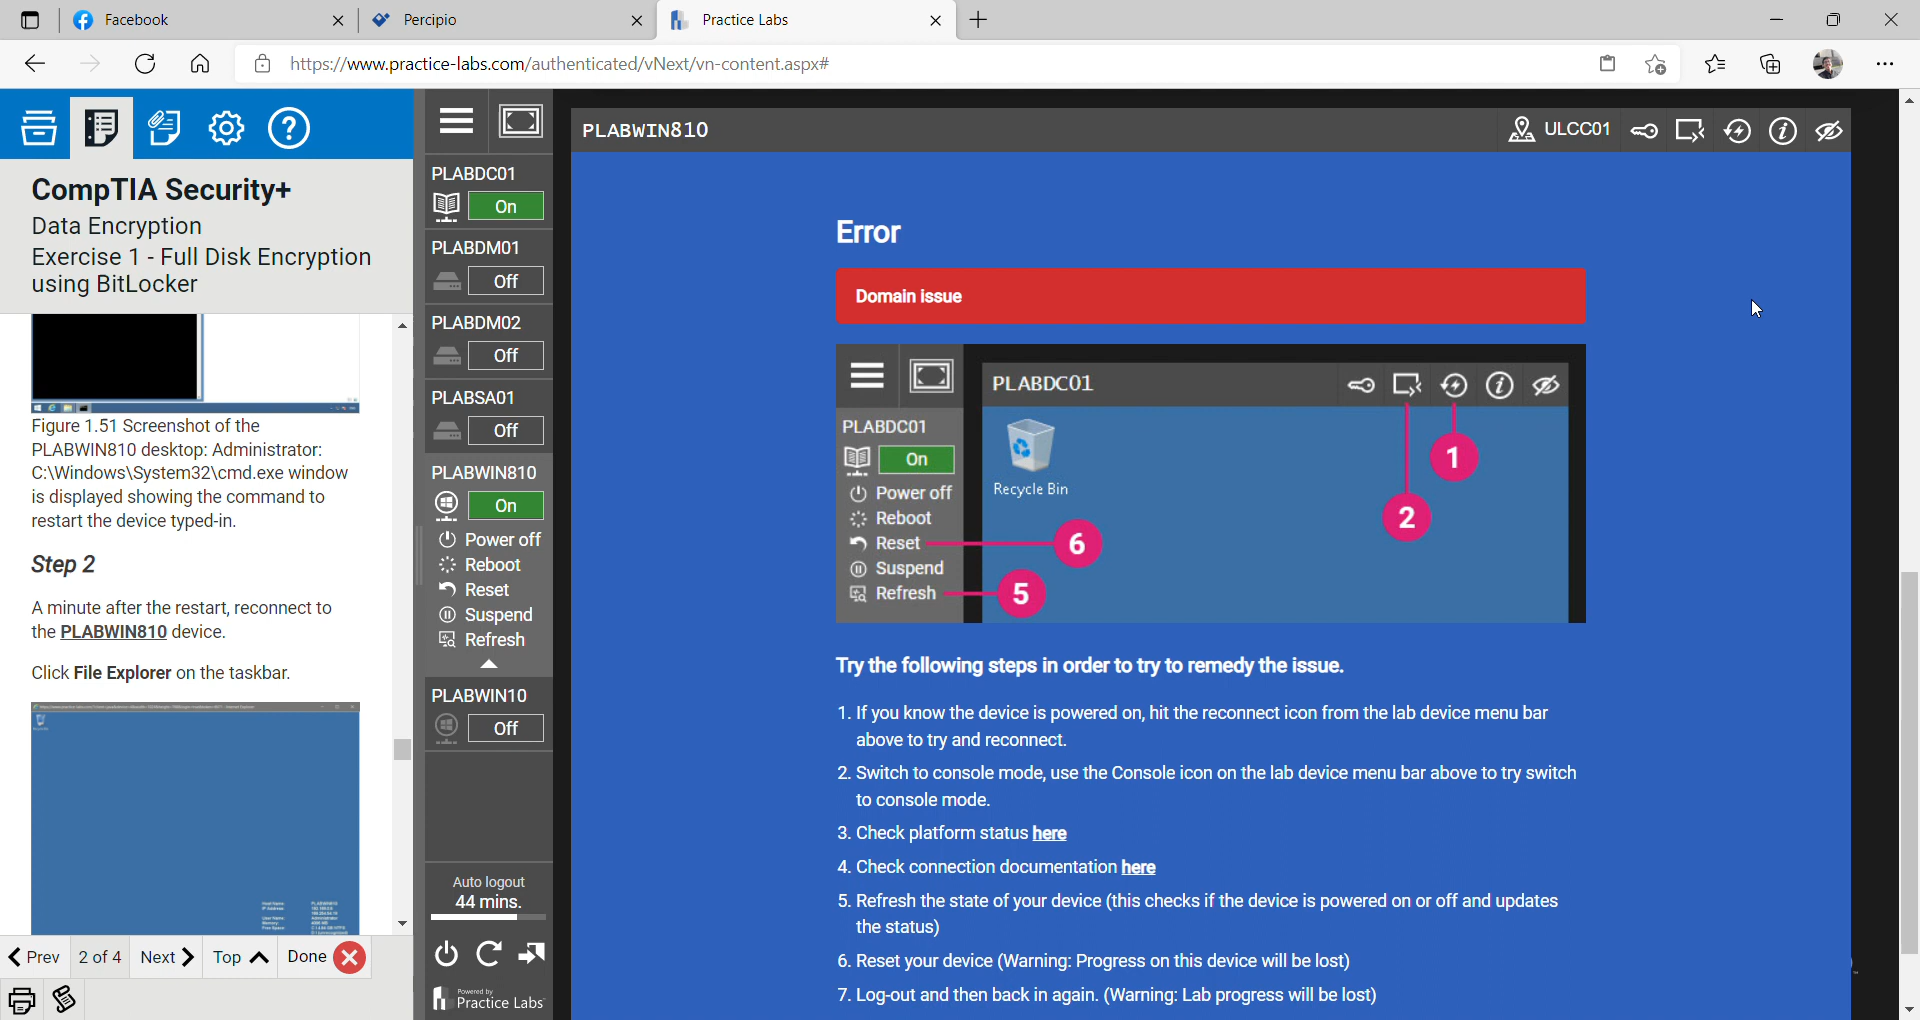 Facebook
Percipio
Practice Labs
https://www.practice-labs.com/authenticated/vNext/vn-content.aspx#
CompTIA Security+
Data Encryption
Exercise 1 - Full Disk Encryption
using BitLocker
Figure 1.51 Screenshot of the
PLABWIN810 desktop: Administrator:
C:\Windows\System32\cmd.exe window
is displayed showing the command to
restart the device typed-in.
Step 2
A minute after the restart, reconnect to
the PLABWIN810 device.
Click File Explorer on the taskbar.
Prev
2 of 4
Next
Top
Done
PLABDC01
On
PLABDM01
Off
PLABDM02
Off
PLABSA01
Off
PLABWIN810
On
Power off
Reboot
Reset
Suspend
Refresh
PLABWIN10
Off
Auto logout
44 mins.
Powered by
Practice Labs
PLABWIN810
ULCC01
Error
Domain issue
PLABDC01
PLABDC01
On
Power off
Reboot
Reset
Suspend
Refresh
Recycle Bin
1
2
6
5
Try the following steps in order to try to remedy the issue.
1. If you know the device is powered on, hit the reconnect icon from the lab device menu bar
above to try and reconnect.
2. Switch to console mode, use the Console icon on the lab device menu bar above to try switch
to console mode.
3. Check platform status here
4. Check connection documentation here
5. Refresh the state of your device (this checks if the device is powered on or off and updates
the status)
6. Reset your device (Warning: Progress on this device will be lost)
7. Log-out and then back in again. (Warning: Lab progress will be lost)